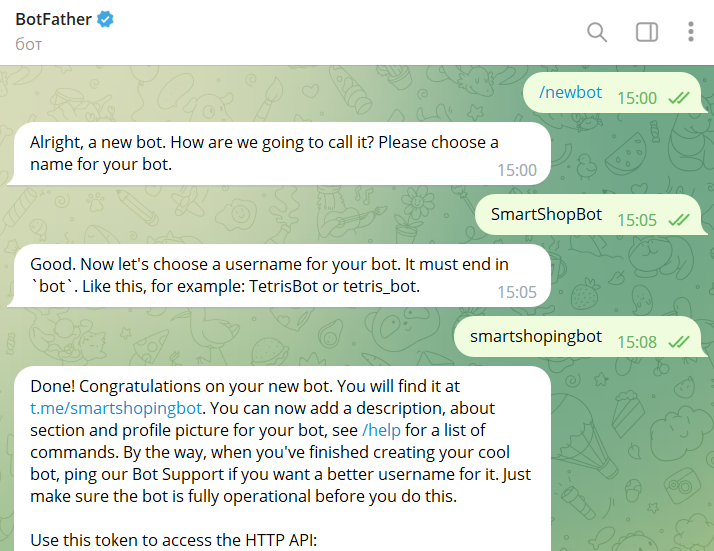 BotFather
бот
/newbot 15:00
Alright, a new bot. How are we going to call it? Please choose a
name for your bot.
15:00
SmartShopBot 15:05
Good. Now let's choose a username for your bot. It must end in
`bot`. Like this, for example: TetrisBot or tetris_bot.
15:05
smartshopingbot 15:08
Done! Congratulations on your new bot. You will find it at
t.me/smartshopingbot. You can now add a description, about
section and profile picture for your bot, see /help for a list of
commands. By the way, when you've finished creating your cool
bot, ping our Bot Support if you want a better username for it. Just
make sure the bot is fully operational before you do this.
Use this token to access the HTTP API: